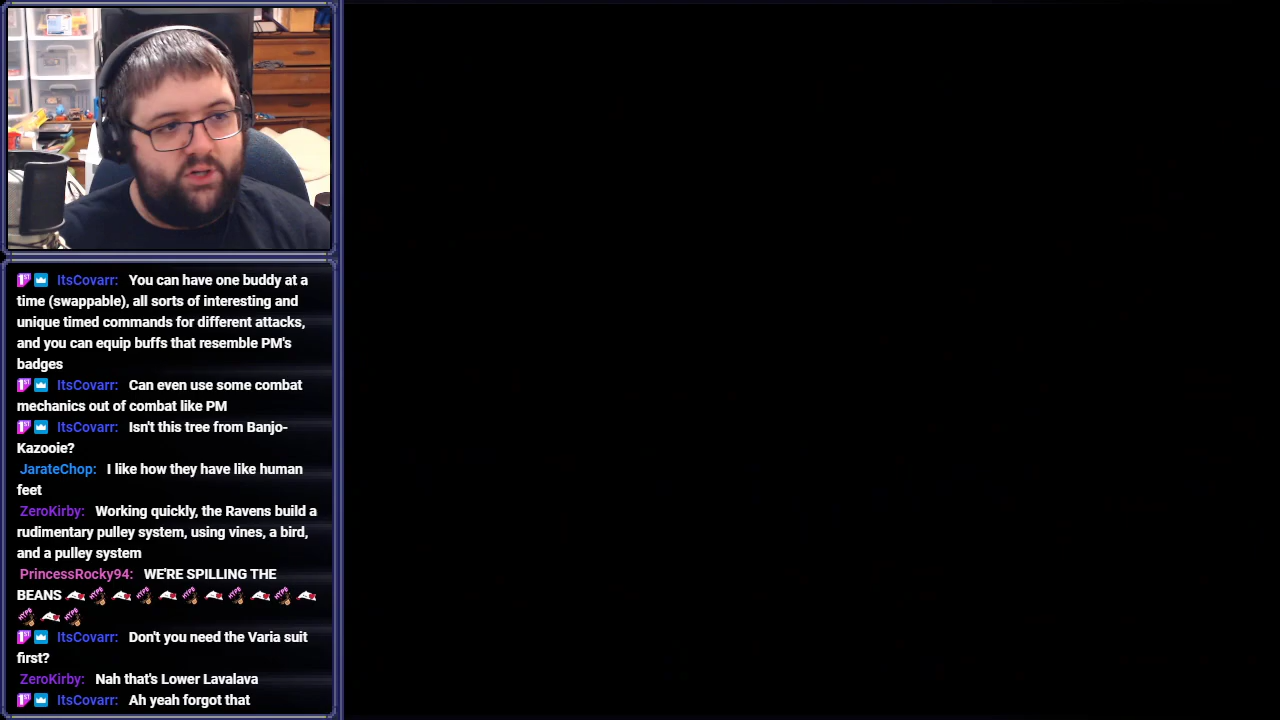 ItsCovarr: You can have one buddy at a
time (swappable), all sorts of interesting and
unique timed commands for different attacks,
and you can equip buffs that resemble PM's
badges
ItsCovarr: Can even use some combat
mechanics out of combat like PM
ItsCovarr: Isn't this tree from Banjo-
Kazooie?
JarateChop: I like how they have like human
feet
ZeroKirby: Working quickly, the Ravens build a
rudimentary pulley system, using vines, a bird,
and a pulley system
PrincessRocky94: WE'RE SPILLING THE
BEANS
ItsCovarr: Don't you need the Varia suit
first?
ZeroKirby: Nah that's Lower Lavalava
ItsCovarr: Ah yeah forgot that